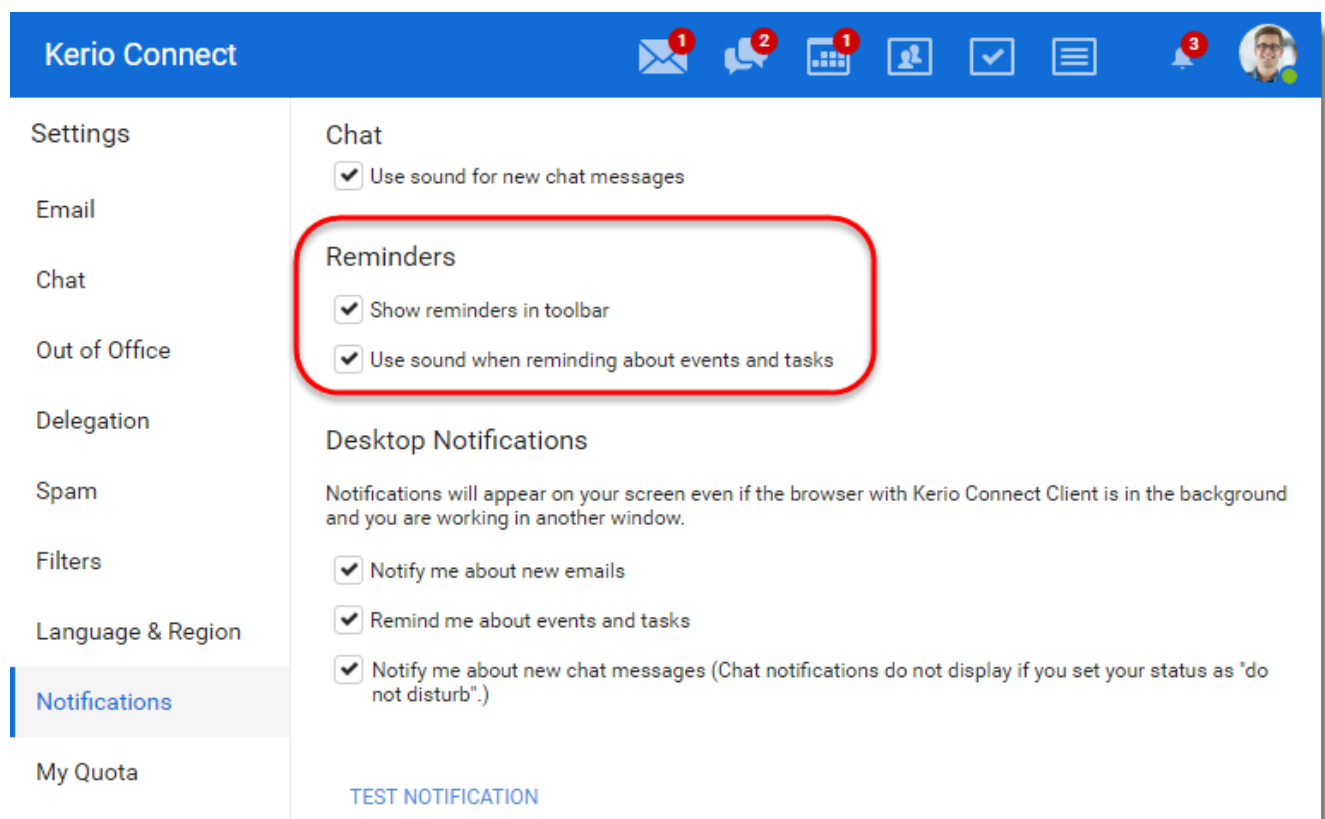 Kerio Connect
1
2
1
3
Settings
Email
Chat
Out of Office
Delegation
Spam
Filters
Language & Region
Notifications
My Quota
Chat
Use sound for new chat messages
Reminders
Show reminders in toolbar
Use sound when reminding about events and tasks
Desktop Notifications
Notifications will appear on your screen even if the browser with Kerio Connect Client is in the background
and you are working in another window.
Notify me about new emails
Remind me about events and tasks
Notify me about new chat messages (Chat notifications do not display if you set your status as "do
not disturb".)
TEST NOTIFICATION